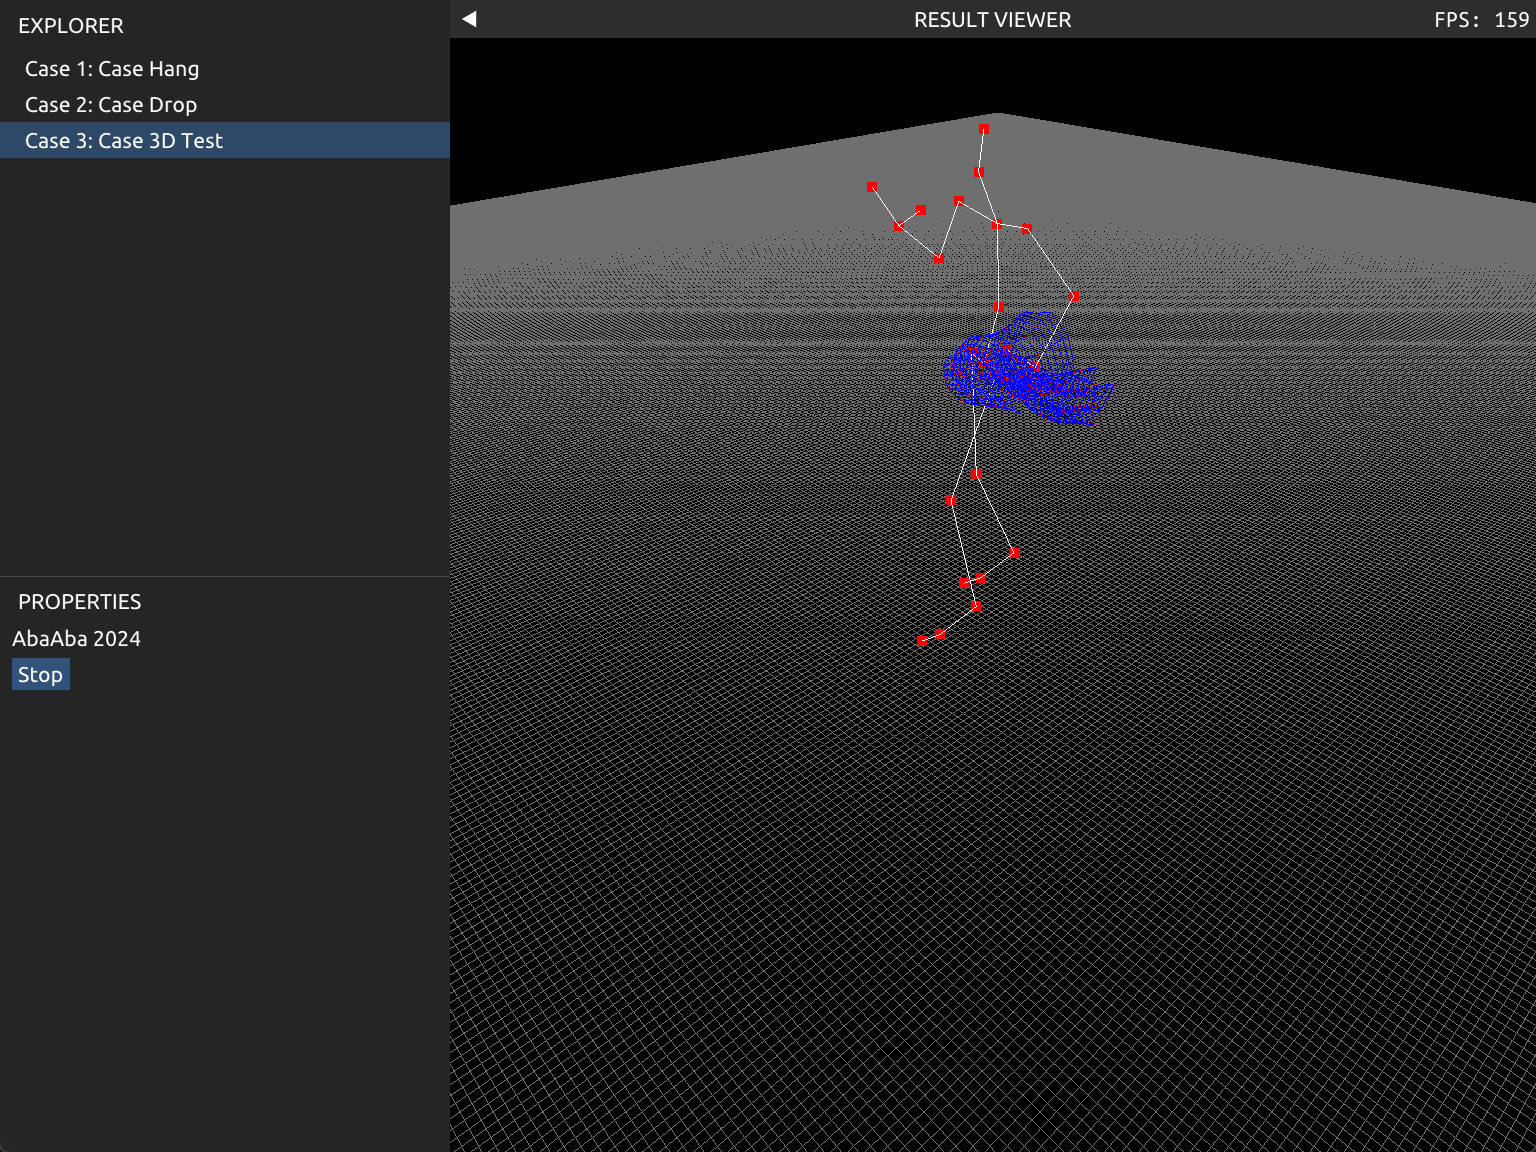 EXPLORER
Case 1: Case Hang
Case 2: Case Drop
Case 3: Case 3D Test
PROPERTIES
AbaAba 2024
Stop
RESULT VIEWER
FPS: 159